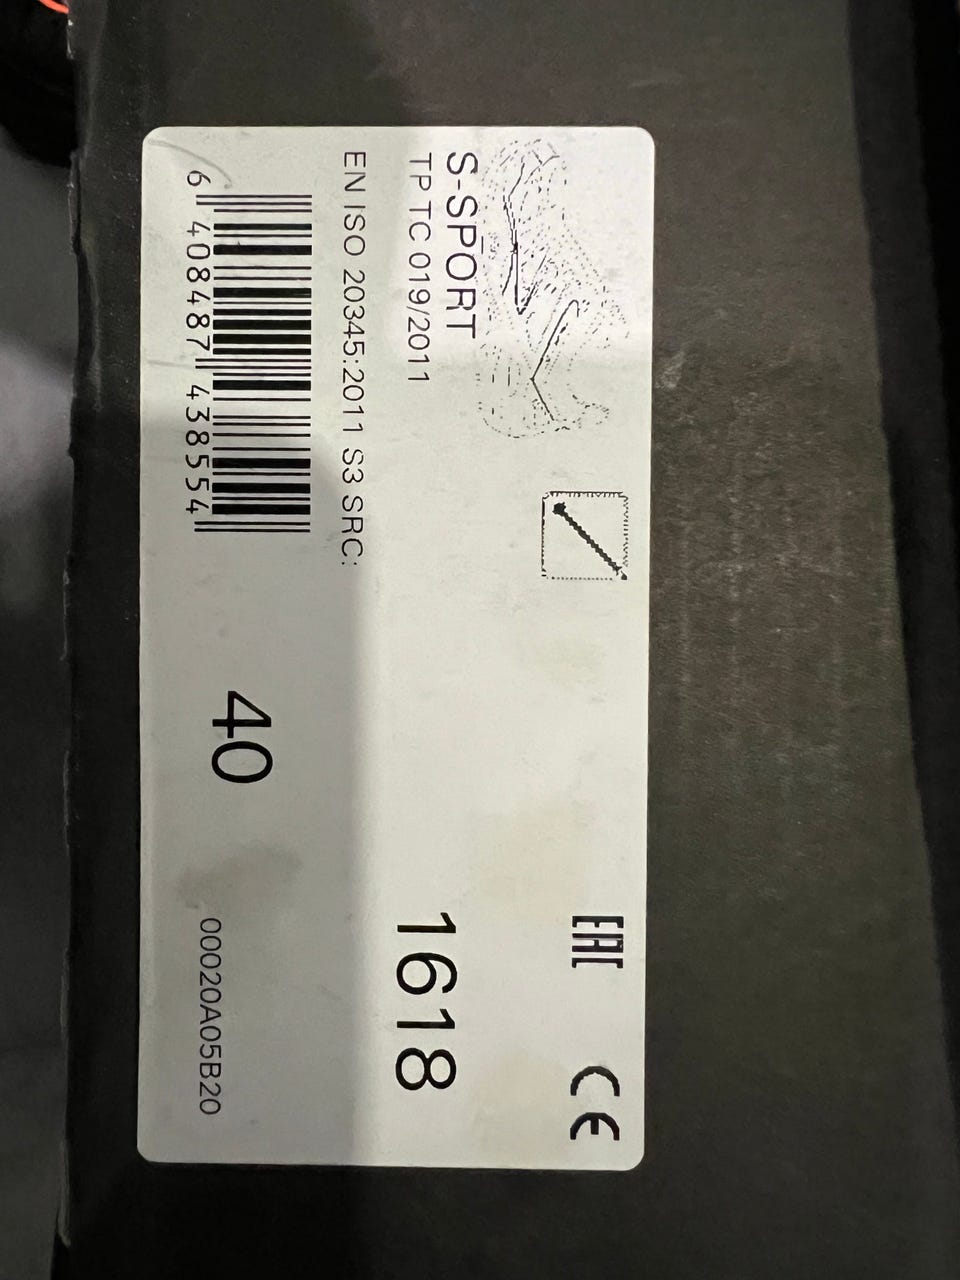 S-SPORT
TP TC 019/2011
EN ISO 20345:2011 S3 SRC:
6 408487 438554
40
EAC
CE
1618
00020A05B20